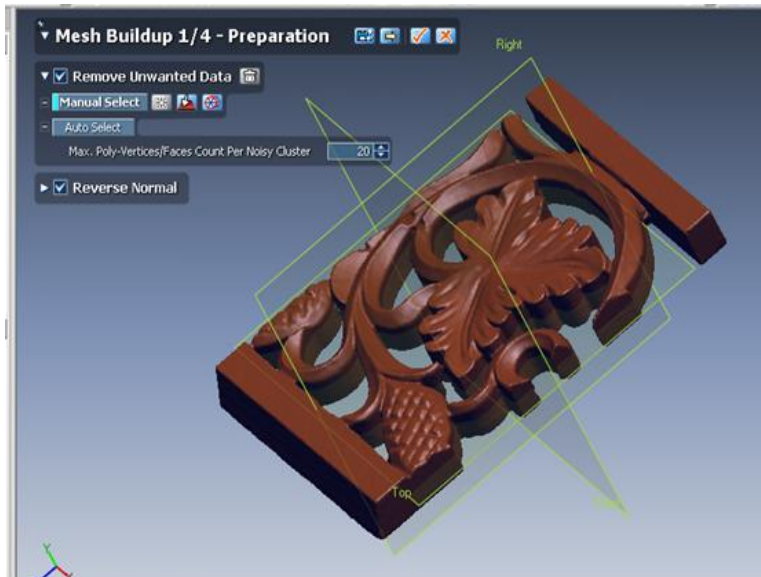 Mesh Buildup 1/4 - Preparation
Right
Remove Unwanted Data
Manual Select
Auto Select
Max. Poly-Vertices/Faces Count Per Noisy Cluster 20
Reverse Normal
Top
Y